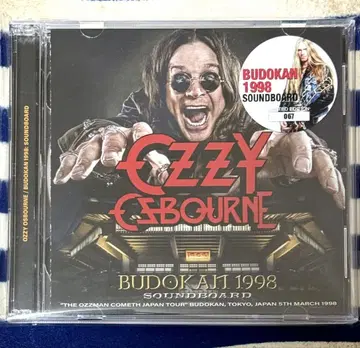 OZZY OSBOURNE / BUDOKAN 1998: SOUNDBOARD
BUDOKAN
1998
SOUNDBOARD
067
OZZY
OSBOURNE
BUDOKAN 1998
SOUNDBOARD
"THE OZZMAN COMETH JAPAN TOUR" BUDOKAN, TOKYO, JAPAN 5TH MARCH 1998